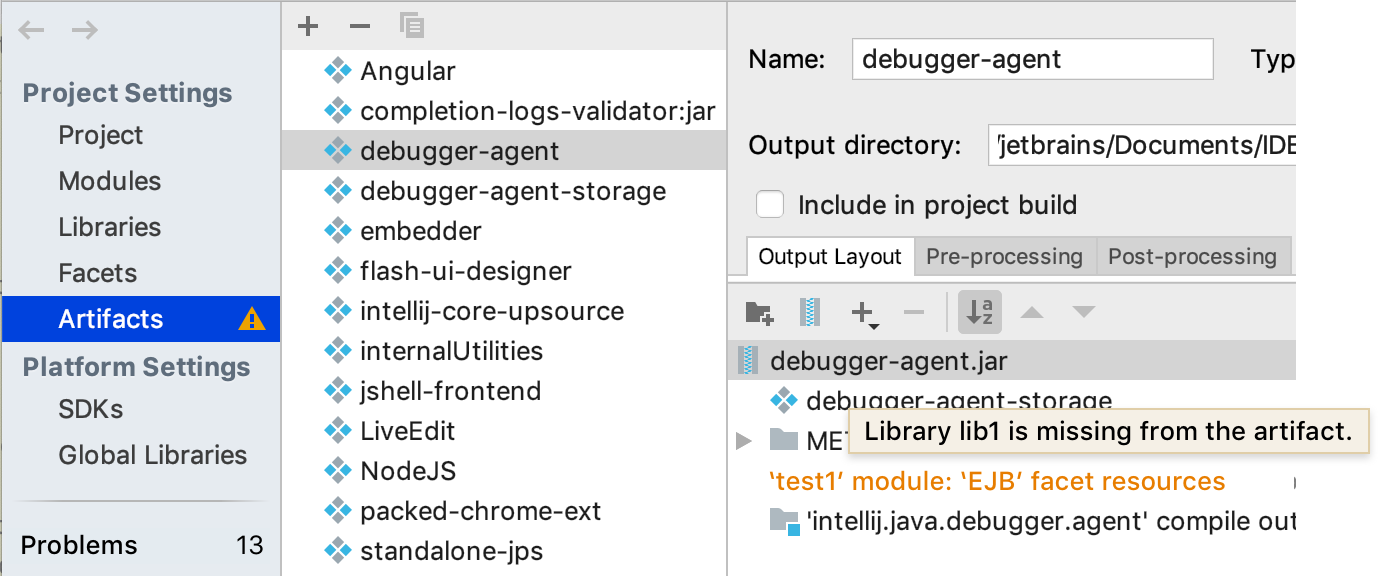 Project Settings
Project
Modules
Libraries
Facets
Artifacts
Platform Settings
SDKs
Global Libraries
Problems 13
Angular
completion-logs-validator:jar
debugger-agent
debugger-agent-storage
embedder
flash-ui-designer
intellij-core-upsource
internalUtilities
jshell-frontend
LiveEdit
NodeJS
packed-chrome-ext
standalone-jps
Name: debugger-agent Typ
Output directory: /jetbrains/Documents/IDE
Include in project build
Output Layout Pre-processing Post-processing
debugger-agent.jar
debugger-agent-storage
Library lib1 is missing from the artifact.
MET
‘test1’ module: ‘EJB’ facet resources
'intellij.java.debugger.agent' compile out